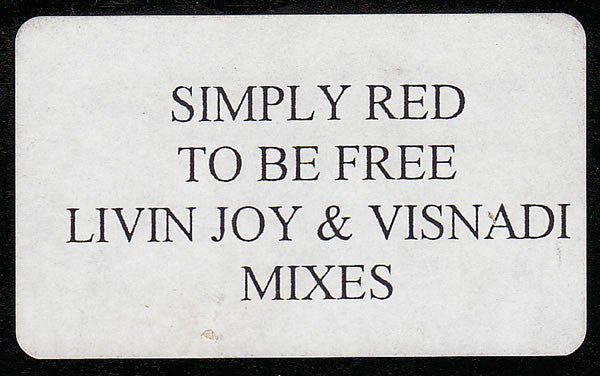 SIMPLY RED
TO BE FREE
LIVIN JOY & VISNADI
MIXES